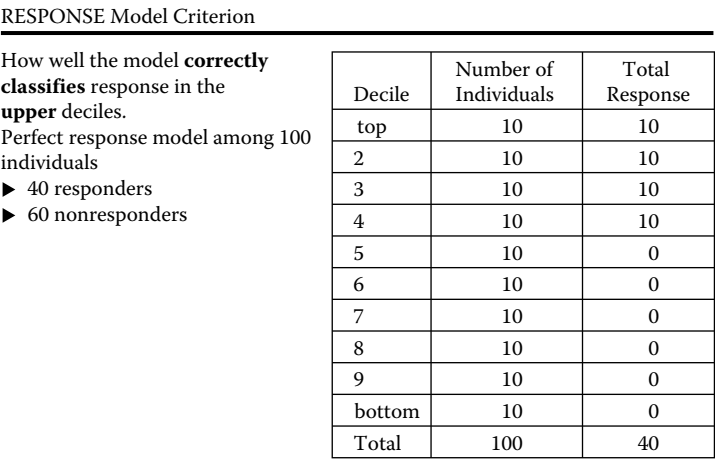 RESPONSE Model Criterion
How well the model correctly
classifies response in the
upper deciles.
Perfect response model among 100
individuals
▶ 40 responders
▶ 60 nonresponders
Number of Total
Decile Individuals Response
top 10 10
2 10 10
3 10 10
4 10 10
5 10 0
6 10 0
7 10 0
8 10 0
9 10 0
bottom 10 0
Total 100 40